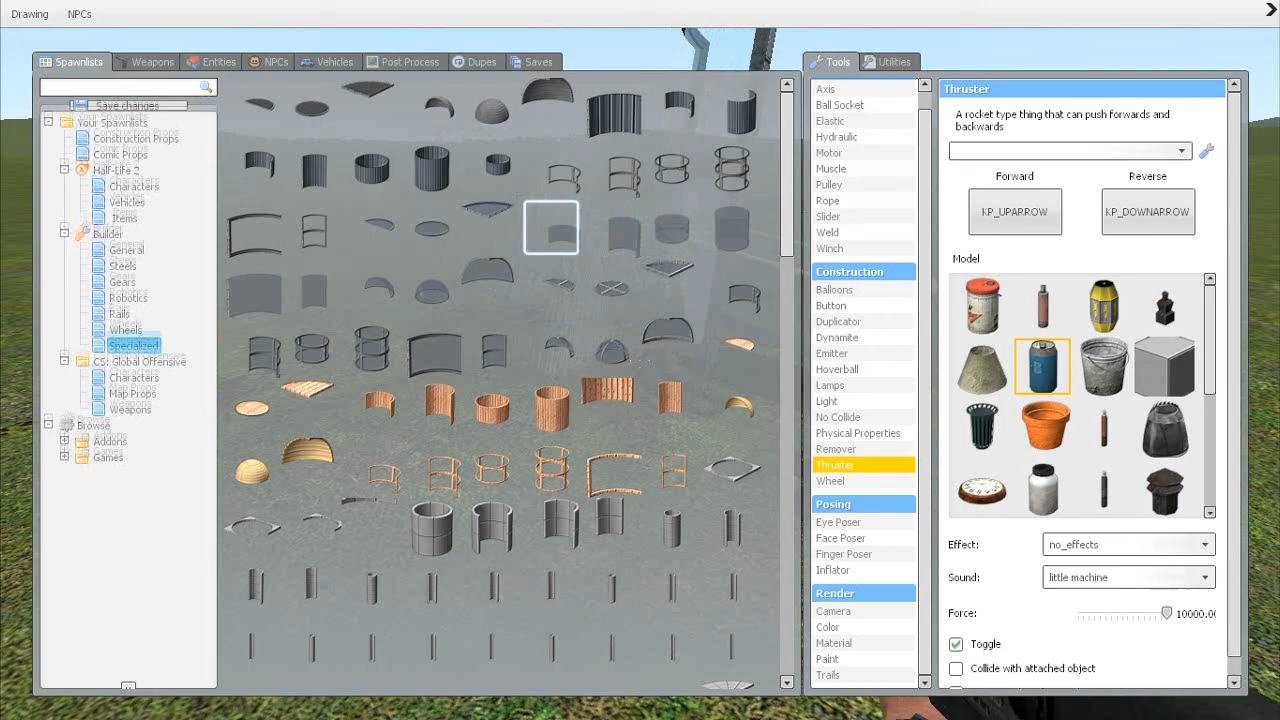 Drawing NPCs
Spawnlists Weapons Entities NPCs Vehicles Post Process Dupes Saves
Save changes
Your Spawnlists
Construction Props
Comic Props
Half-Life 2
Characters
Vehicles
Items
Builder
General
Steels
Gears
Robotics
Rails
Wheels
Specialized
CS: Global Offensive
Characters
Map Props
Weapons
Browse
Addons
Games
Tools Utilities
Axis
Ball Socket
Elastic
Hydraulic
Motor
Muscle
Pulley
Rope
Slider
Weld
Winch
Construction
Balloons
Button
Duplicator
Dynamite
Emitter
Hoverball
Lamps
Light
No Collide
Physical Properties
Remover
Thruster
Wheel
Posing
Eye Poser
Face Poser
Finger Poser
Inflator
Render
Camera
Color
Material
Paint
Trails
Thruster
A rocket type thing that can push forwards and
backwards
Forward Reverse
KP_UPARROW KP_DOWNARROW
Model
Effect: no_effects
Sound: little machine
Force: 10000.00
Toggle
Collide with attached object